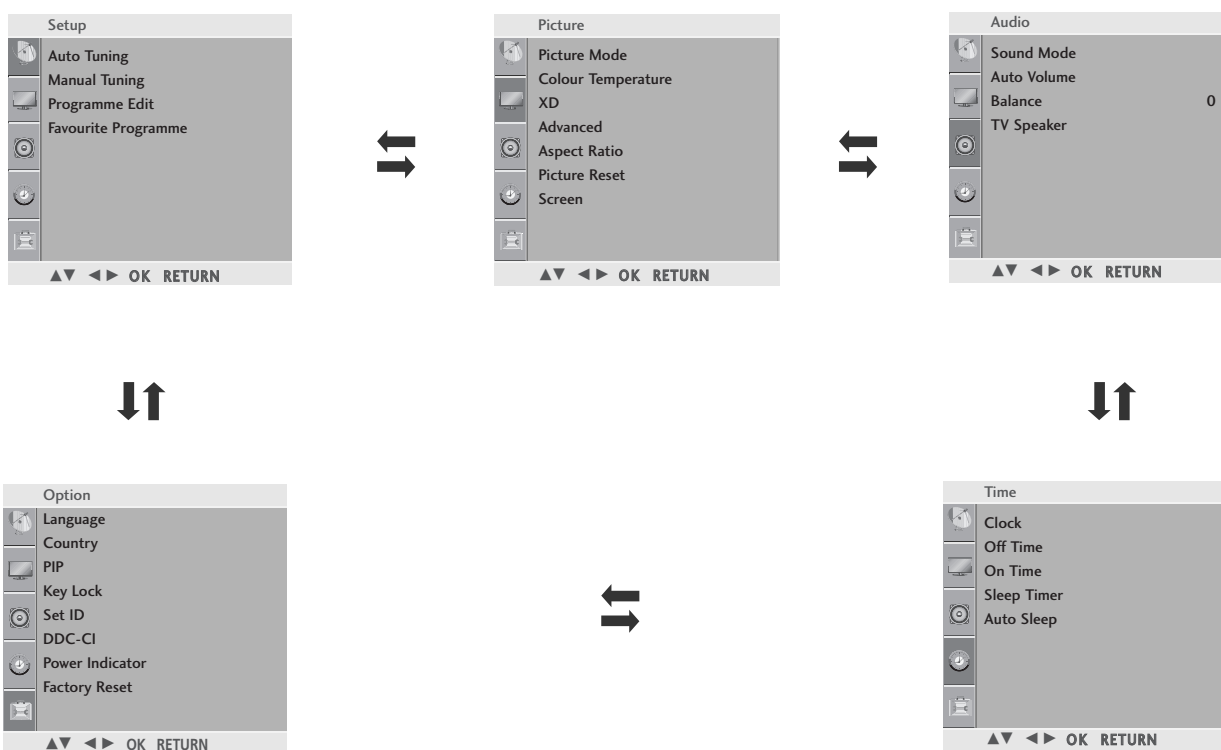 Setup
Auto Tuning
Manual Tuning
Programme Edit
Favourite Programme
▲▼ ◄► OK RETURN
Picture
Picture Mode
Colour Temperature
XD
Advanced
Aspect Ratio
Picture Reset
Screen
▲▼ ◄► OK RETURN
Audio
Sound Mode
Auto Volume
Balance 0
TV Speaker
▲▼ ◄► OK RETURN
Option
Language
Country
PIP
Key Lock
Set ID
DDC-CI
Power Indicator
Factory Reset
▲▼ ◄► OK RETURN
Time
Clock
Off Time
On Time
Sleep Timer
Auto Sleep
▲▼ ◄► OK RETURN